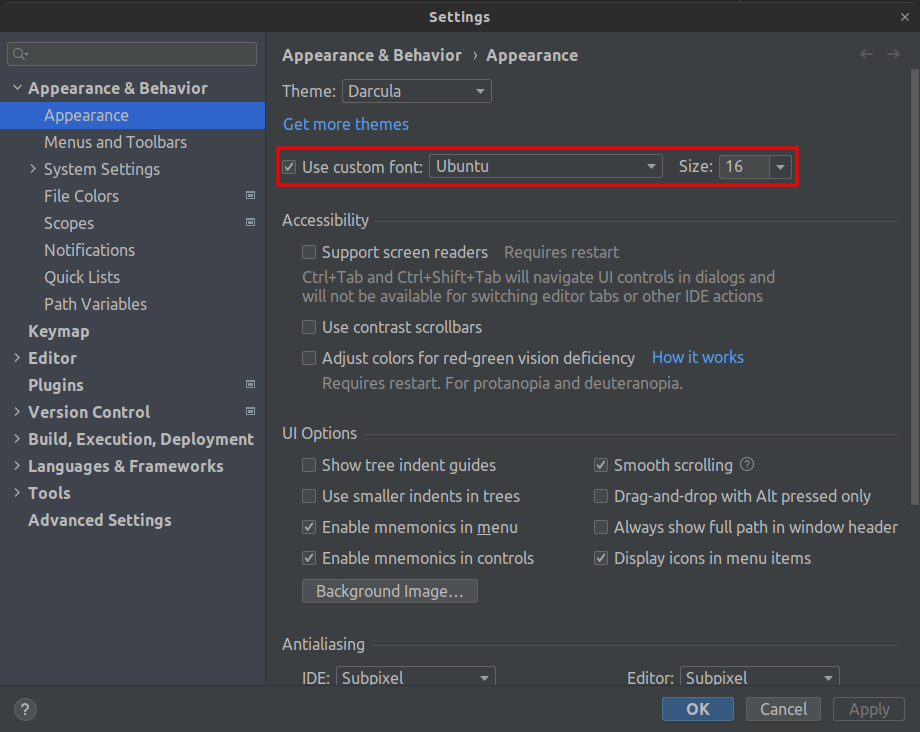 Settings
Appearance & Behavior
Appearance
Menus and Toolbars
System Settings
File Colors
Scopes
Notifications
Quick Lists
Path Variables
Keymap
Editor
Plugins
Version Control
Build, Execution, Deployment
Languages & Frameworks
Tools
Advanced Settings
Appearance & Behavior › Appearance
Theme: Darcula
Get more themes
Use custom font: Ubuntu Size: 16
Accessibility
Support screen readers Requires restart
Ctrl+Tab and Ctrl+Shift+Tab will navigate UI controls in dialogs and
will not be available for switching editor tabs or other IDE actions
Use contrast scrollbars
Adjust colors for red-green vision deficiency How it works
Requires restart. For protanopia and deuteranopia.
UI Options
Show tree indent guides Smooth scrolling ?
Use smaller indents in trees Drag-and-drop with Alt pressed only
Enable mnemonics in menu Always show full path in window header
Enable mnemonics in controls Display icons in menu items
Background Image...
Antialiasing
IDE: Subpixel Editor: Subpixel
? OK Cancel Apply